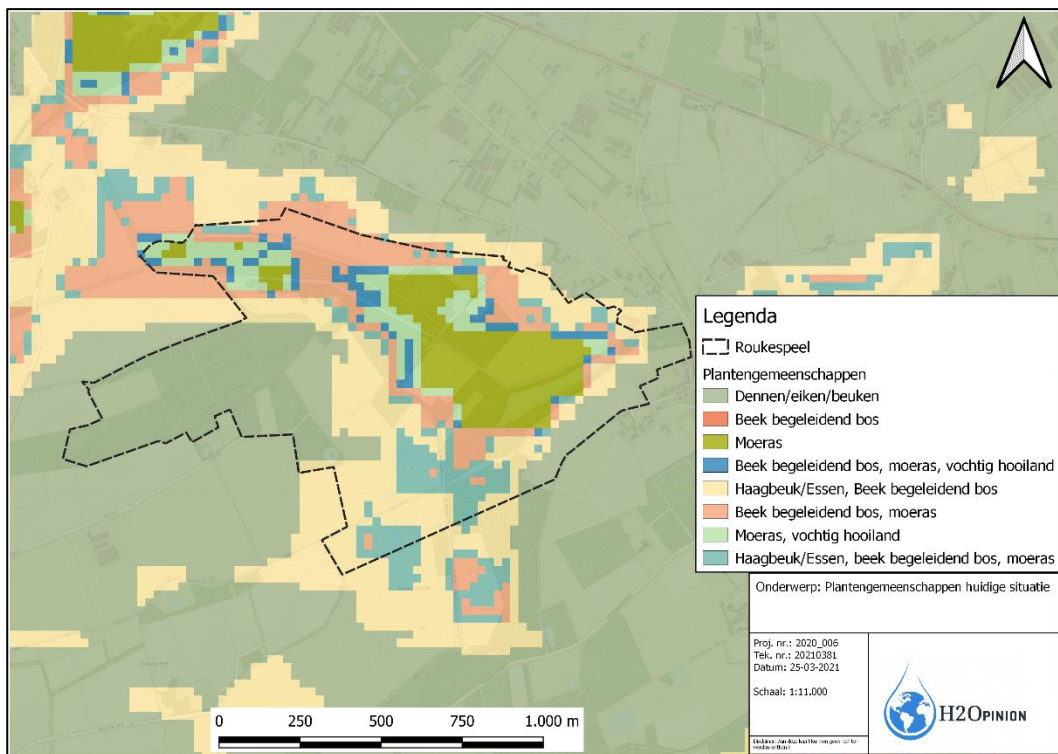 Legenda
Roukespeel
Plantengemeenschappen
Dennen/eiken/beuken
Beek begeleidend bos
Moeras
Beek begeleidend bos, moeras, vochtig hooiland
Haagbeuk/Essen, Beek begeleidend bos
Beek begeleidend bos, moeras
Moeras, vochtig hooiland
Haagbeuk/Essen, beek begeleidend bos, moeras
Onderwerp: Plantengemeenschappen huidige situatie
Proj. nr.: 2020_006
Tek. nr.: 20210381
Datum: 25-03-2021
Schaal: 1:11.000
H2OPINION
0 250 500 750 1.000 m